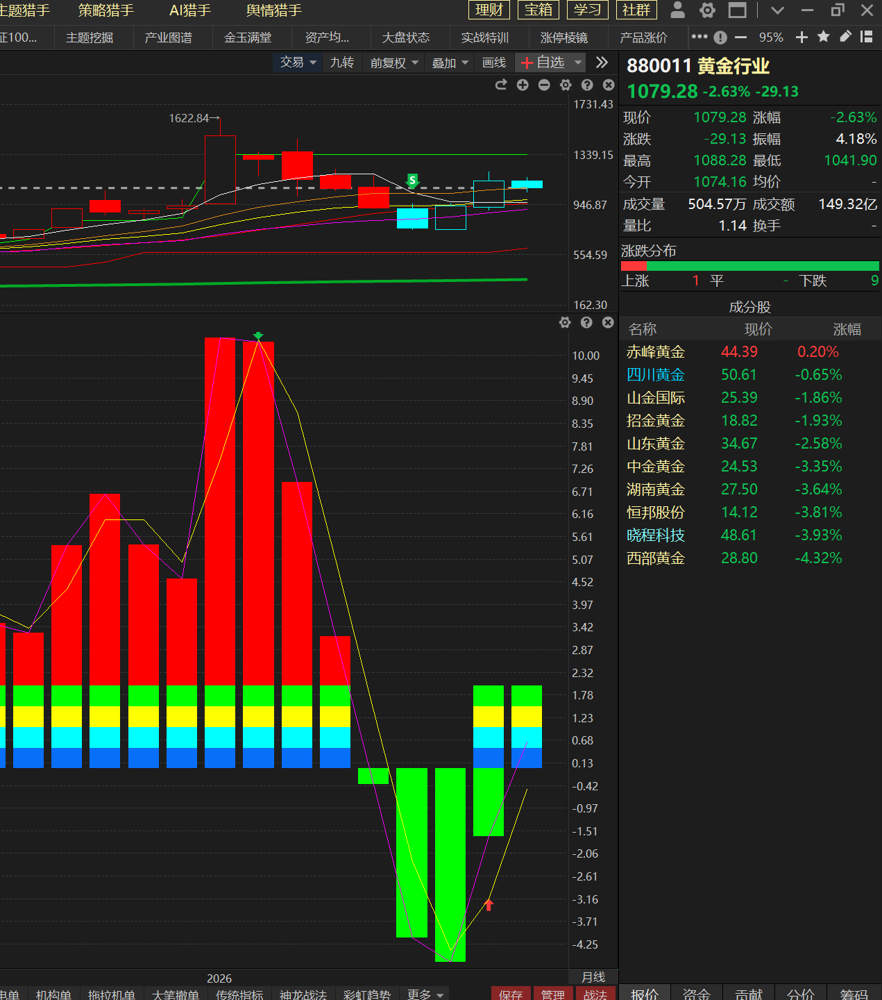 主题猎手 策略猎手 AI猎手 舆情猎手 理财 宝箱 学习 社群
证100... 主题挖掘 产业图谱 金玉满堂 资产均... 大盘状态 实战特训 涨停棱镜 产品涨价 ••• 95%
交易 九转 前复权 叠加 画线 自选
880011 黄金行业
1079.28 -2.63% -29.13
现价 1079.28 涨幅 -2.63%
涨跌 -29.13 振幅 4.18%
最高 1088.28 最低 1041.90
今开 1074.16 均价 -
成交量 504.57万 成交额 149.32亿
量比 1.14 换手 -
涨跌分布
上涨 1 平 - 下跌 9
成分股
名称 现价 涨幅
赤峰黄金 44.39 0.20%
四川黄金 50.61 -0.65%
山金国际 25.39 -1.86%
招金黄金 18.82 -1.93%
山东黄金 34.67 -2.58%
中金黄金 24.53 -3.35%
湖南黄金 27.50 -3.64%
恒邦股份 14.12 -3.81%
晓程科技 48.61 -3.93%
西部黄金 28.80 -4.32%
1622.84→
S
1731.43
1339.15
946.87
554.59
162.30
10.00
9.45
8.90
8.35
7.81
7.26
6.71
6.16
5.61
5.07
4.52
3.97
3.42
2.87
2.32
1.78
1.23
0.68
0.13
-0.42
-0.97
-1.51
-2.06
-2.61
-3.16
-3.71
-4.25
2026 月线
电单 机构单 拖拉机单 大笔撤单 传统指标 神龙战法 彩虹趋势 更多 保存 管理 战法
报价 资金 贡献 分价 筹码